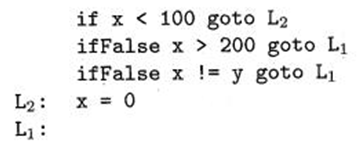 if x < 100 goto L₂
ifFalse x > 200 goto L₁
ifFalse x != y goto L₁
L₂: x = 0
L₁: